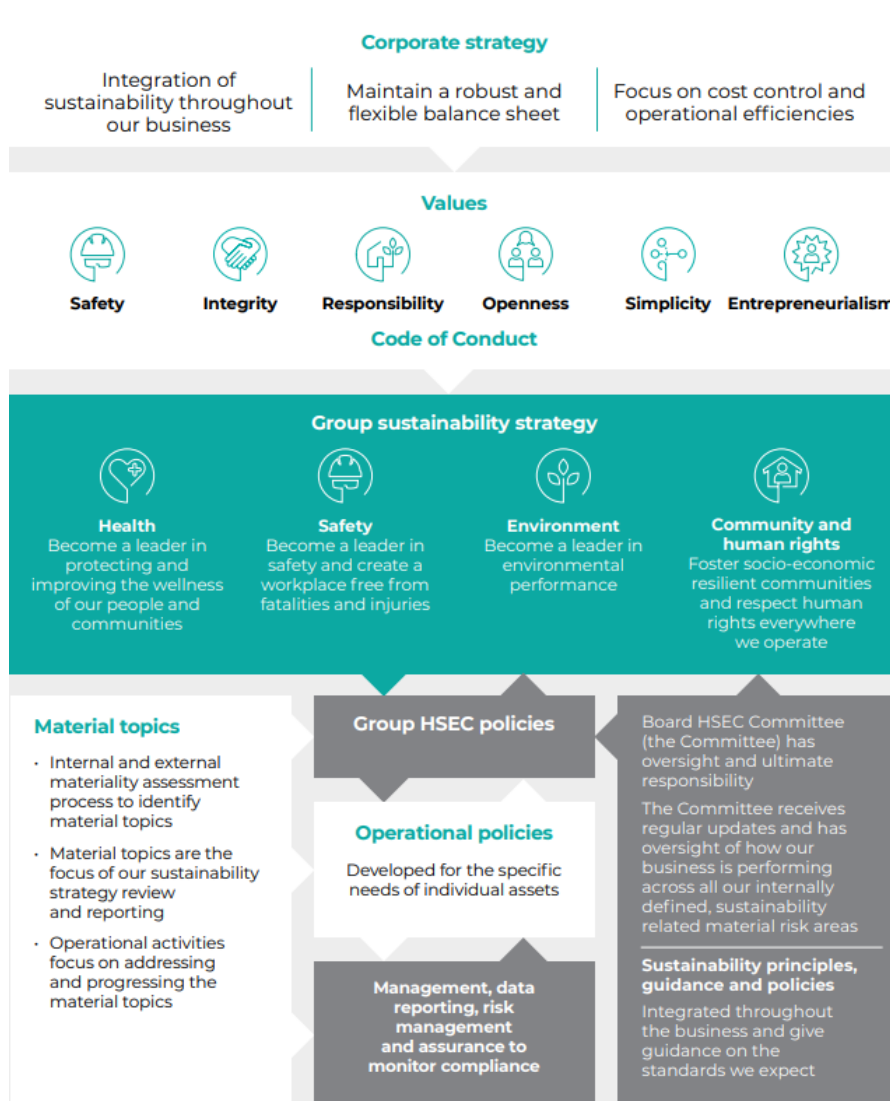 Corporate strategy
Integration of
sustainability throughout
our business
Maintain a robust and
flexible balance sheet
Focus on cost control and
operational efficiencies
Values
Safety
Integrity
Responsibility
Openness
Simplicity
Entrepreneurialism
Code of Conduct
Group sustainability strategy
Health
Become a leader in
protecting and
improving the wellness
of our people and
communities
Safety
Become a leader in
safety and create a
workplace free from
fatalities and injuries
Environment
Become a leader in
environmental
performance
Community and
human rights
Foster socio-economic
resilient communities
and respect human
rights everywhere
we operate
Material topics
· Internal and external
materiality assessment
process to identify
material topics
· Material topics are the
focus of our sustainability
strategy review
and reporting
· Operational activities
focus on addressing
and progressing the
material topics
Group HSEC policies
Operational policies
Developed for the specific
needs of individual assets
Management, data
reporting, risk
management
and assurance to
monitor compliance
Board HSEC Committee
(the Committee) has
oversight and ultimate
responsibility
The Committee receives
regular updates and has
oversight of how our
business is performing
across all our internally
defined, sustainability
related material risk areas
Sustainability principles,
guidance and policies
Integrated throughout
the business and give
guidance on the
standards we expect